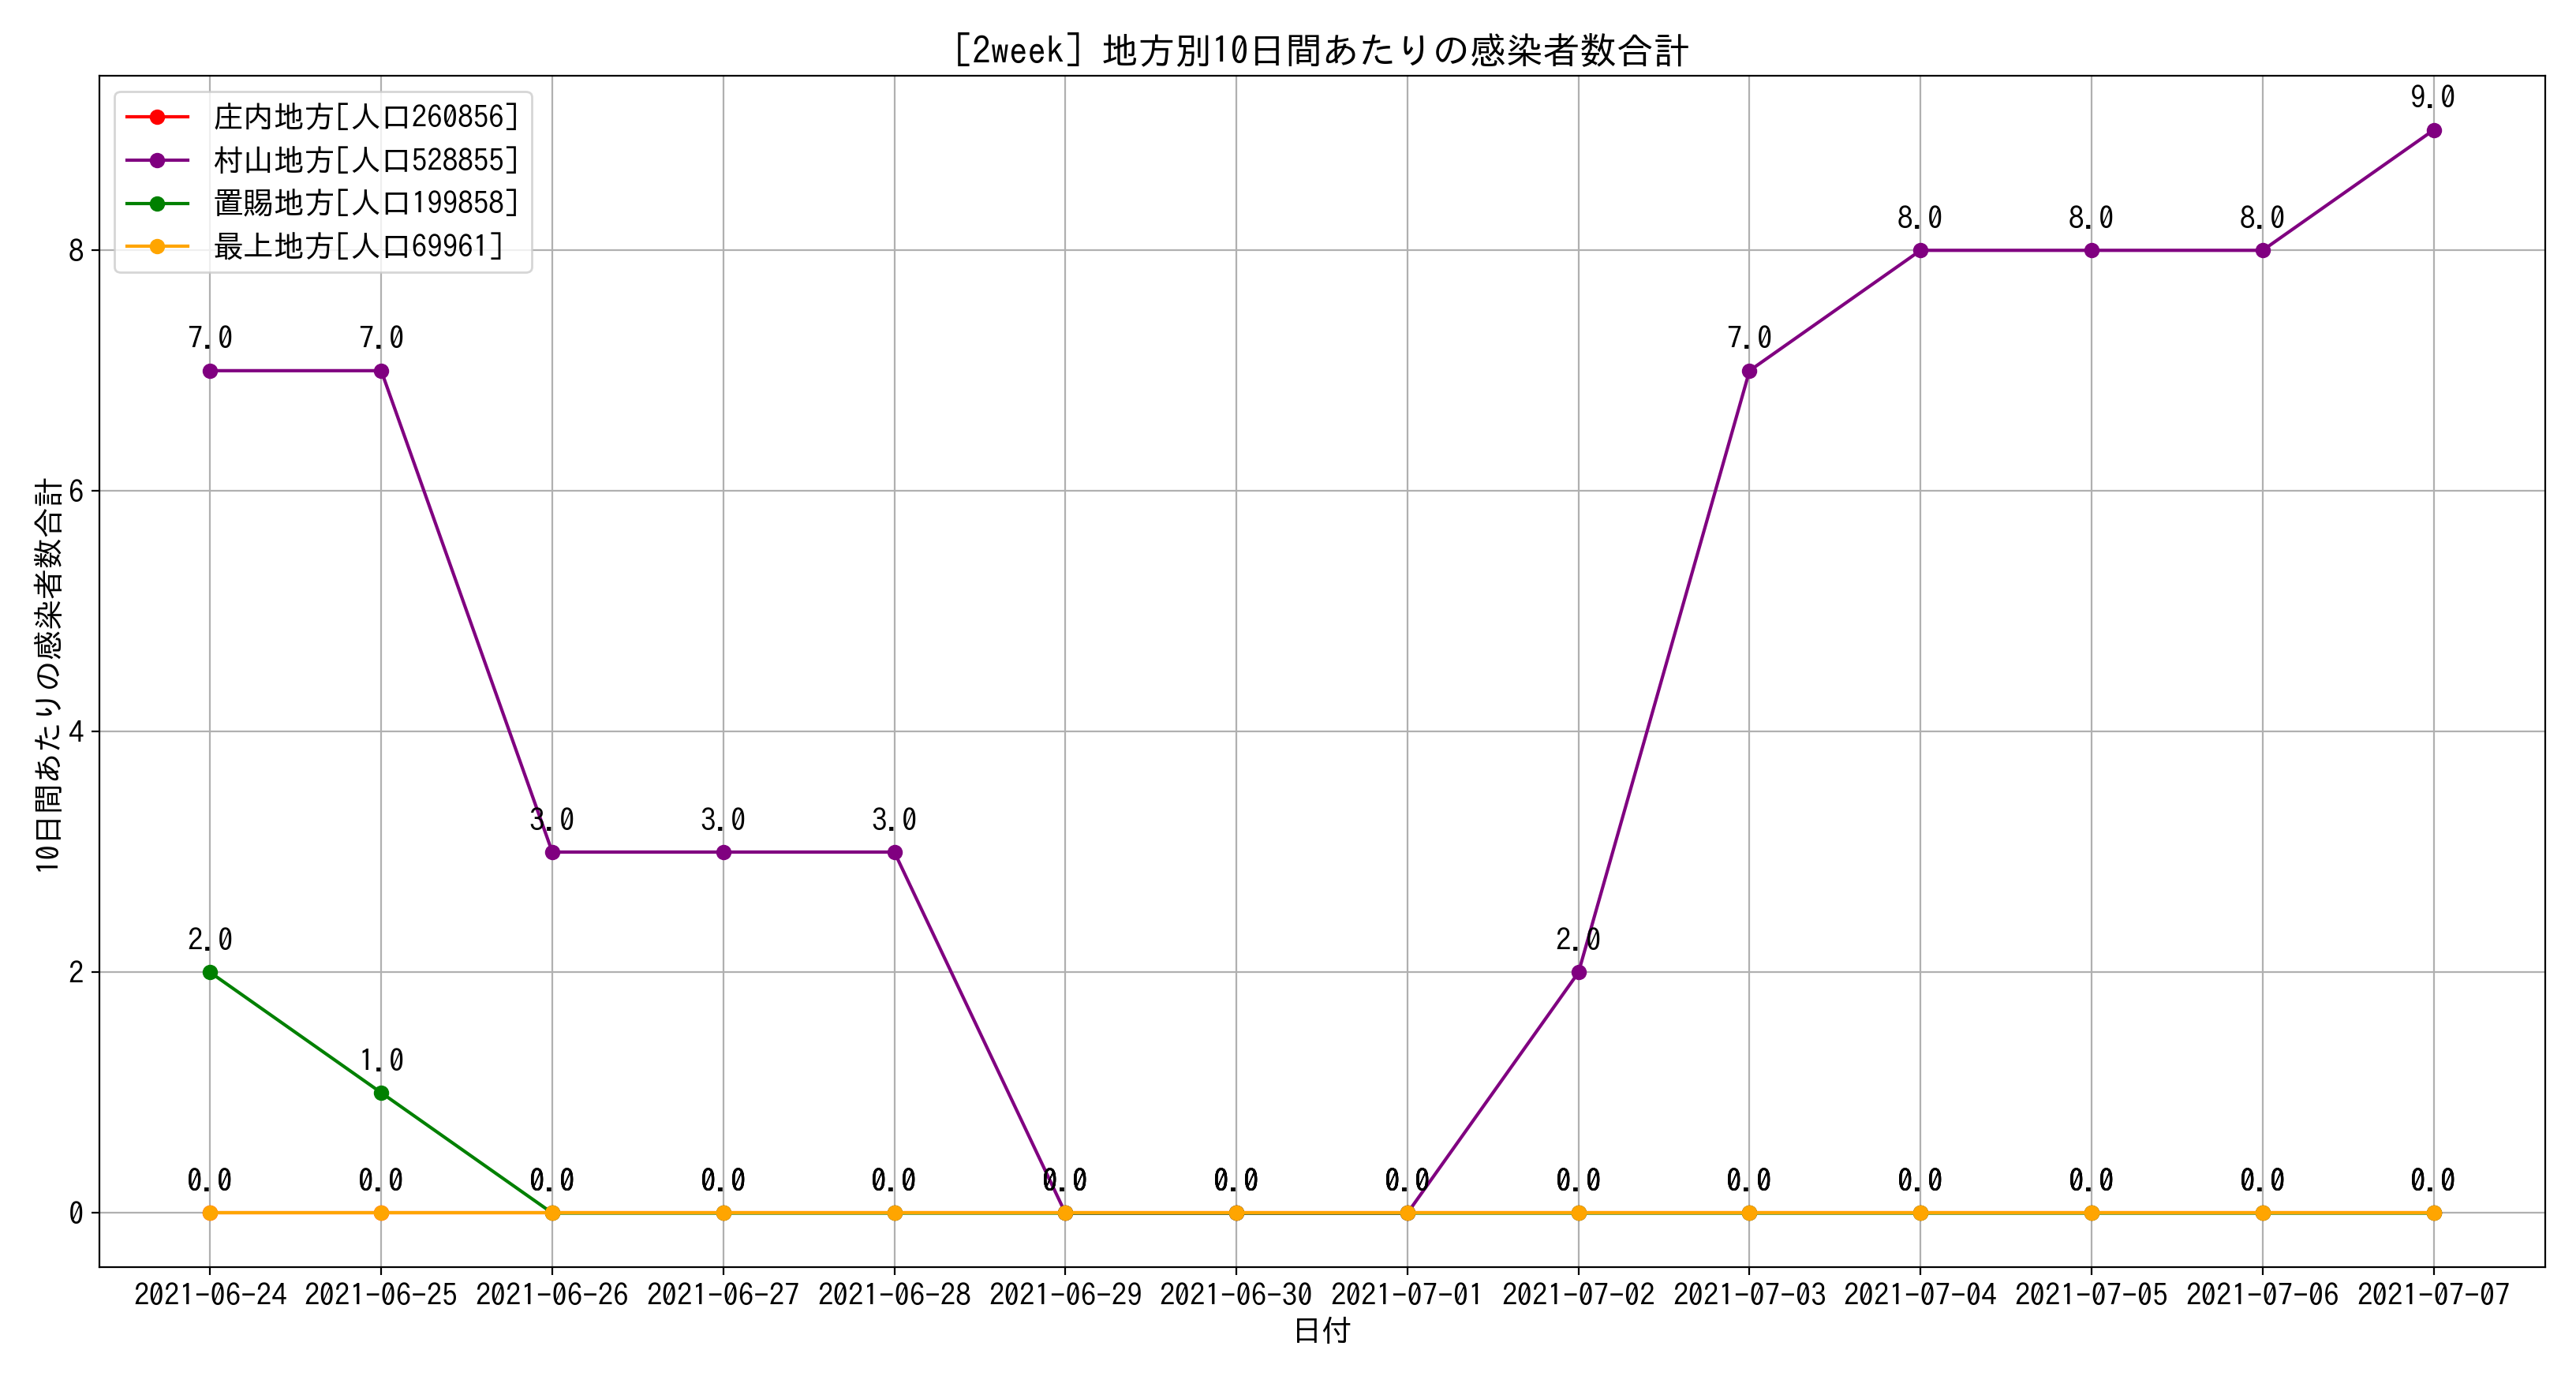 [2week] 地方別10日間あたりの感染者数合計
庄内地方[人口260856]
村山地方[人口528855]
置賜地方[人口199858]
最上地方[人口69961]
10日間あたりの感染者数合計
8
6
4
2
0
9.0
8.0 8.0 8.0
7.0 7.0 7.0
3.0 3.0 3.0
2.0 2.0
1.0
0.0 0.0 0.0 0.0 0.0 0.0 0.0 0.0 0.0 0.0 0.0 0.0 0.0 0.0
2021-06-24 2021-06-25 2021-06-26 2021-06-27 2021-06-28 2021-06-29 2021-06-30 2021-07-01 2021-07-02 2021-07-03 2021-07-04 2021-07-05 2021-07-06 2021-07-07
日付